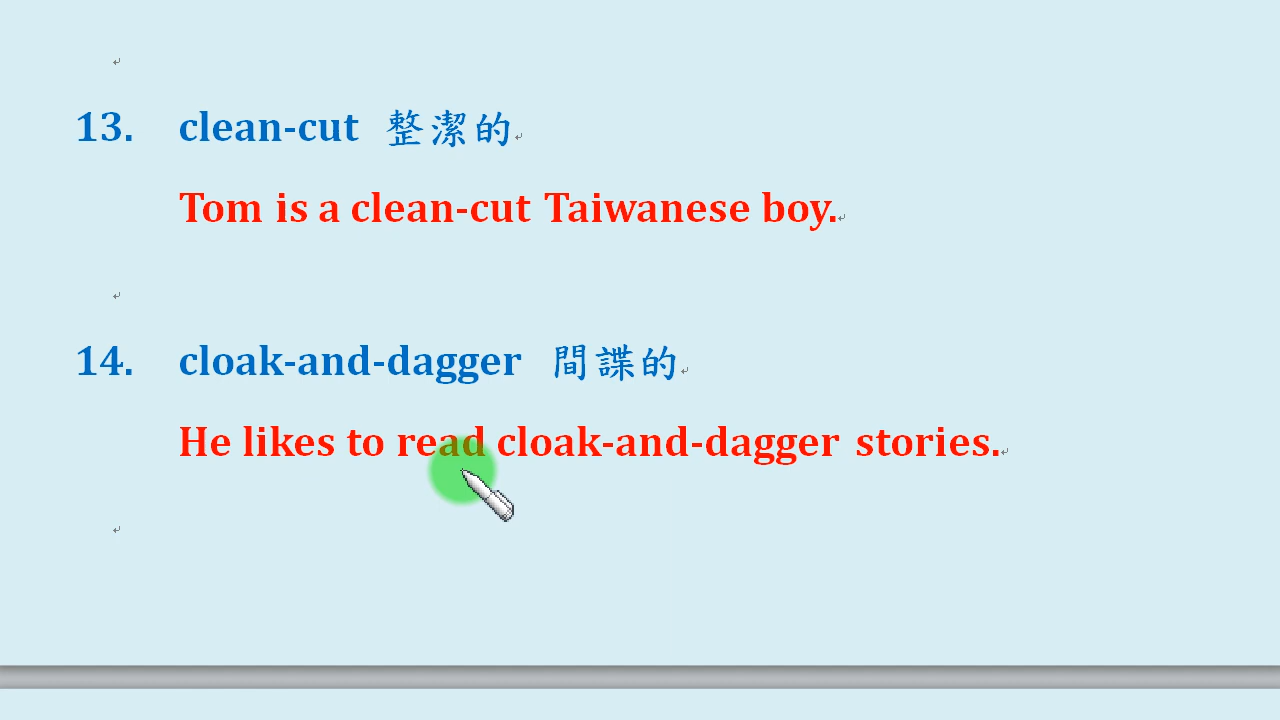 13. clean-cut 整潔的
Tom is a clean-cut Taiwanese boy.
14. cloak-and-dagger 間諜的
He likes to read cloak-and-dagger stories.